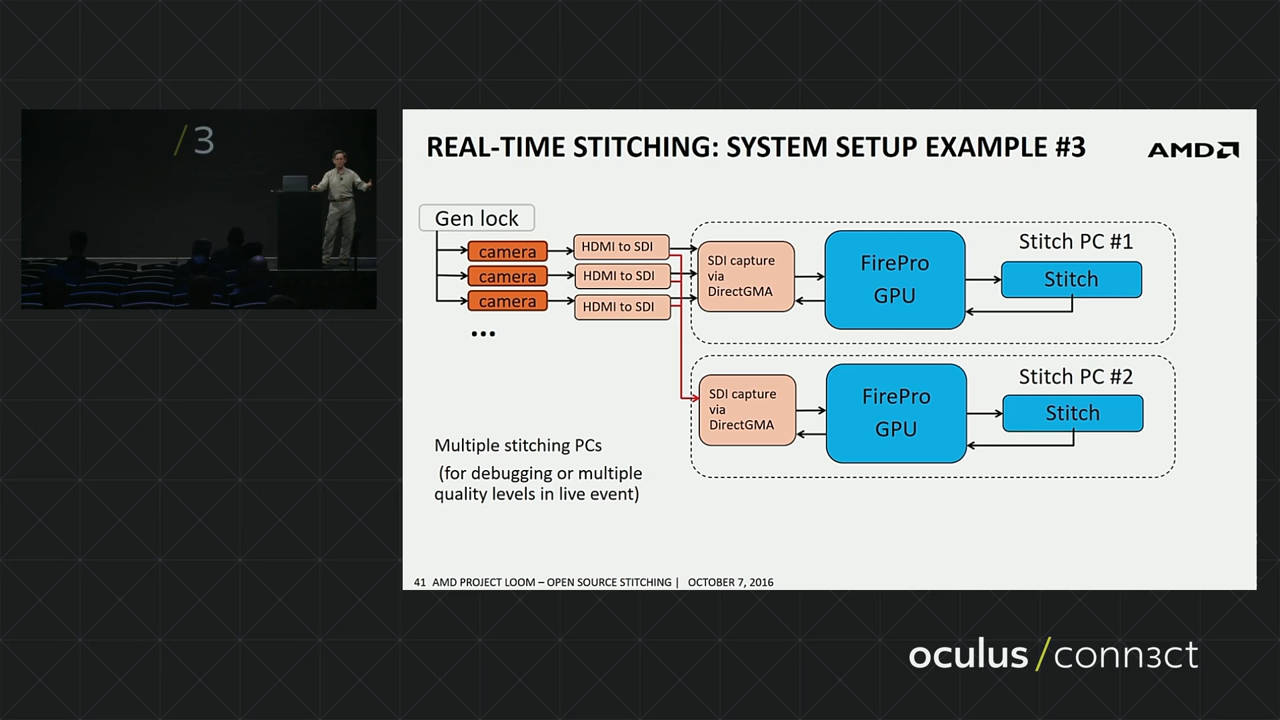 /3
REAL-TIME STITCHING: SYSTEM SETUP EXAMPLE #3
AMD
Gen lock
camera
camera
camera
...
HDMI to SDI
HDMI to SDI
HDMI to SDI
SDI capture
via
DirectGMA
FirePro
GPU
Stitch PC #1
Stitch
SDI capture
via
DirectGMA
FirePro
GPU
Stitch PC #2
Stitch
Multiple stitching PCs
(for debugging or multiple
quality levels in live event)
41 AMD PROJECT LOOM – OPEN SOURCE STITCHING | OCTOBER 7, 2016
oculus /conn3ct